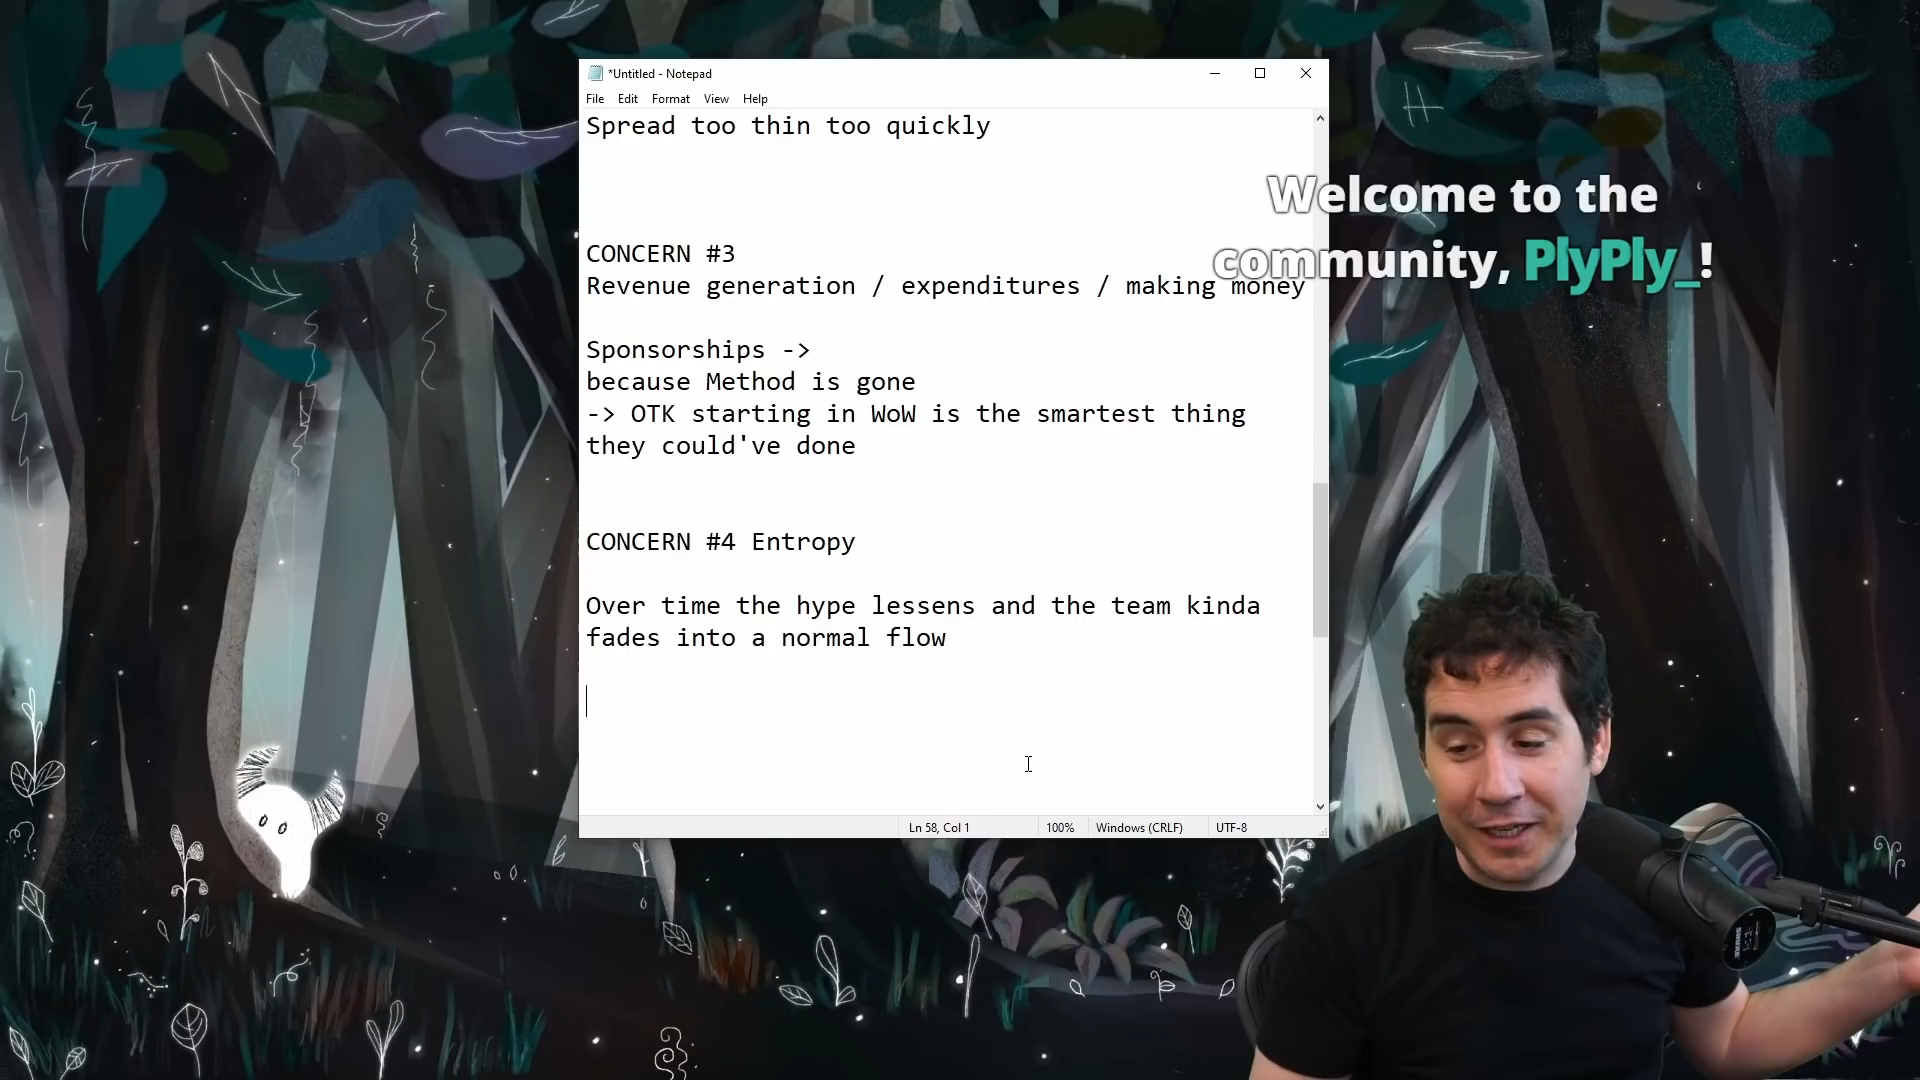 *Untitled - Notepad
File Edit Format View Help
Spread too thin too quickly
Welcome to the
community, PlyPly_!
CONCERN #3
Revenue generation / expenditures / making money
Sponsorships ->
because Method is gone
-> OTK starting in WoW is the smartest thing
they could've done
CONCERN #4 Entropy
Over time the hype lessens and the team kinda
fades into a normal flow
Ln 58, Col 1 100% Windows (CRLF) UTF-8
SHURE